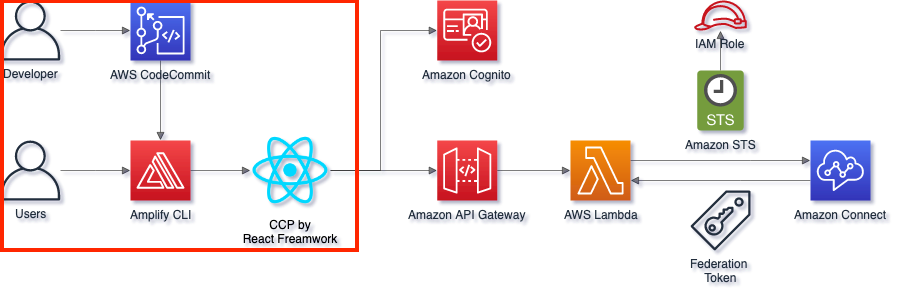 IAM Role
Developer
AWS CodeCommit
Amazon Cognito
STS
Amazon STS
Users
Amplify CLI
CCP by
React Freamwork
Amazon API Gateway
AWS Lambda
Amazon Connect
Federation
Token